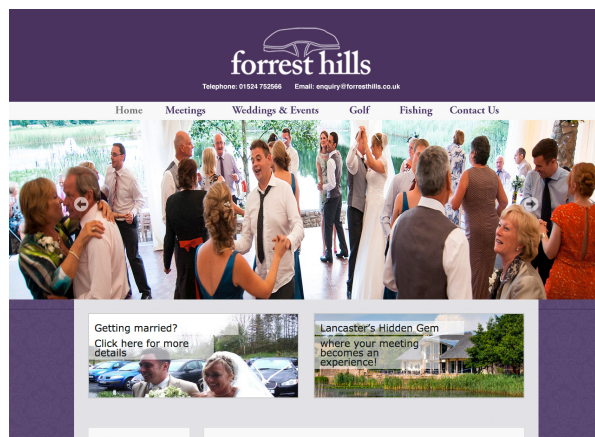 forrest hills
Telephone: 01524 752566 Email: enquiry@forresthills.co.uk
Home Meetings Weddings & Events Golf Fishing Contact Us
Getting married?
Click here for more
details
Lancaster's Hidden Gem
where your meeting
becomes an
experience!